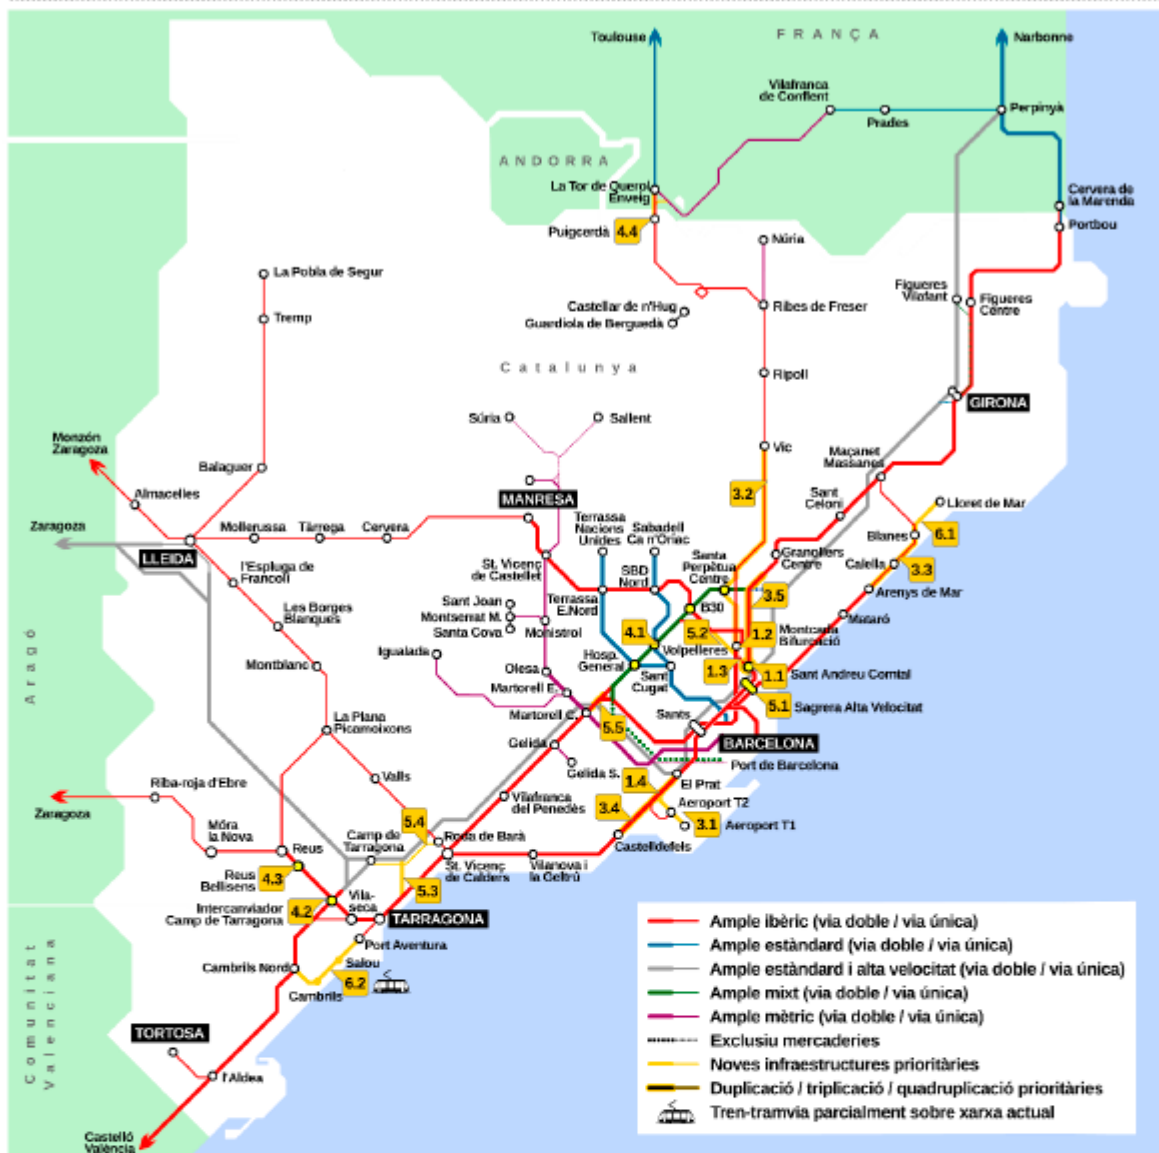 Toulouse
FRANÇA
Narbonne
Vilafranca
de Conflent
Prades
Perpinyà
ANDORRA
La Tor de Querol
Enveig
Cervera de
la Marenda
Puigcerdà
4.4
Portbou
Núria
La Pobla de Segur
Figueres
Vilafant
Figueres
Centre
Castellar de n'Hug
Ribes de Freser
Tremp
Guardiola de Berguedà
Catalunya
Ripoll
GIRONA
Súria
Sallent
Monzón
Zaragoza
Vic
Maçanet
Massanes
Balaguer
Almacelles
MANRESA
3.2
Sant
Celoni
Lloret de Mar
Zaragoza
Mollerussa
Tàrrega
Cervera
Terrassa
Nacions
Unides
Sabadell
Ca n'Oriac
Blanes
6.1
LLEIDA
St. Vicenç
de Castellet
SBD
Nord
Santa
Perpètua
Centre
Granollers
Centre
Calella
3.3
l'Espluga de
Francolí
Arenys de Mar
Les Borges
Blanques
Sant Joan
Montserrat M.
Santa Cova
Monistrol
Terrassa
E.Nord
B30
3.5
Mataró
4.1
5.2
1.2
Montcada
Bifurcació
Aragó
Montblanc
Igualada
Olesa
Hosp.
General
Volpelleres
Sant
Cugat
1.3
1.1
Sant Andreu Comtal
Martorell E.
Martorell C.
5.1
Sagrera Alta Velocitat
La Plana
Picamoixons
Sants
5.5
BARCELONA
Gelida
Gelida S.
Port de Barcelona
Riba-roja d'Ebre
Valls
1.4
El Prat
Zaragoza
Vilafranca
del Penedès
3.4
Aeroport T2
3.1
Aeroport T1
Móra
la Nova
5.4
Camp de
Tarragona
Roda de Barà
Castelldefels
Reus
4.3
Reus
Bellisens
St. Vicenç
de Calders
Vilanova i
la Geltrú
5.3
Intercanviador
Camp de Tarragona
4.2
Vila-
seca
TARRAGONA
Port Aventura
Cambrils Nord
Salou
6.2
Cambrils
Comunitat
Valenciana
TORTOSA
l'Aldea
Castelló
València
Ample ibèric (via doble / via única)
Ample estàndard (via doble / via única)
Ample estàndard i alta velocitat (via doble / via única)
Ample mixt (via doble / via única)
Ample mètric (via doble / via única)
Exclusiu mercaderies
Noves infraestructures prioritàries
Duplicació / triplicació / quadruplicació prioritàries
Tren-tramvia parcialment sobre xarxa actual